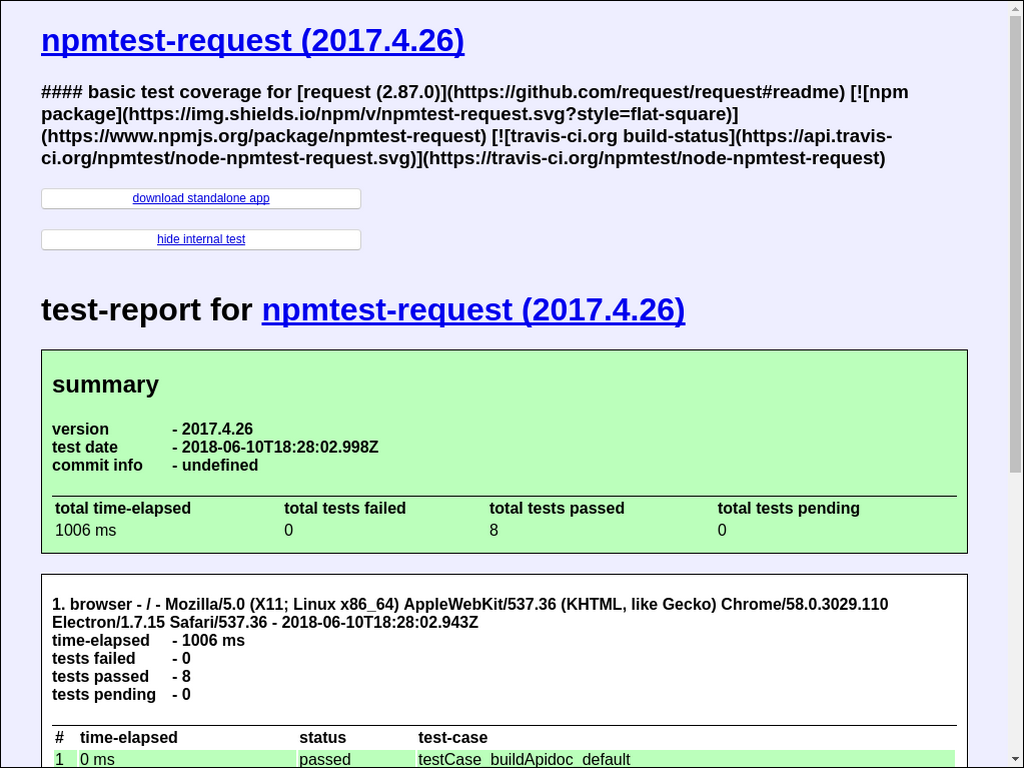 npmtest-request (2017.4.26)
#### basic test coverage for [request (2.87.0)](https://github.com/request/request#readme) [![npm
package](https://img.shields.io/npm/v/npmtest-request.svg?style=flat-square)]
(https://www.npmjs.org/package/npmtest-request) [![travis-ci.org build-status](https://api.travis-
ci.org/npmtest/node-npmtest-request.svg)](https://travis-ci.org/npmtest/node-npmtest-request)
download standalone app
hide internal test
test-report for npmtest-request (2017.4.26)
summary
version - 2017.4.26
test date - 2018-06-10T18:28:02.998Z
commit info - undefined
total time-elapsed total tests failed total tests passed total tests pending
1006 ms 0 8 0
1. browser - / - Mozilla/5.0 (X11; Linux x86_64) AppleWebKit/537.36 (KHTML, like Gecko) Chrome/58.0.3029.110
Electron/1.7.15 Safari/537.36 - 2018-06-10T18:28:02.943Z
time-elapsed - 1006 ms
tests failed - 0
tests passed - 8
tests pending - 0
# time-elapsed status test-case
1 0 ms passed testCase_buildApidoc_default